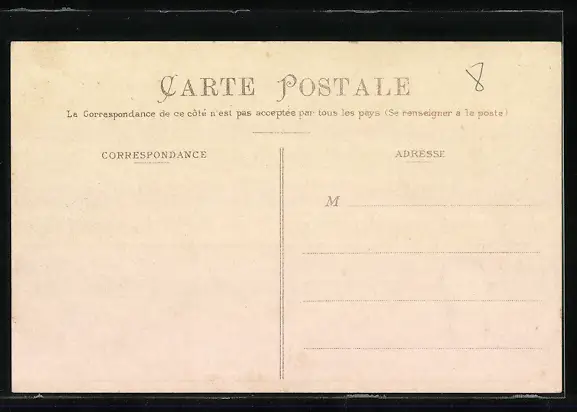 CARTE POSTALE
8
La Correspondance de ce côté n'est pas acceptée par tous les pays (Se renseigner à la poste)
CORRESPONDANCE
ADRESSE
M